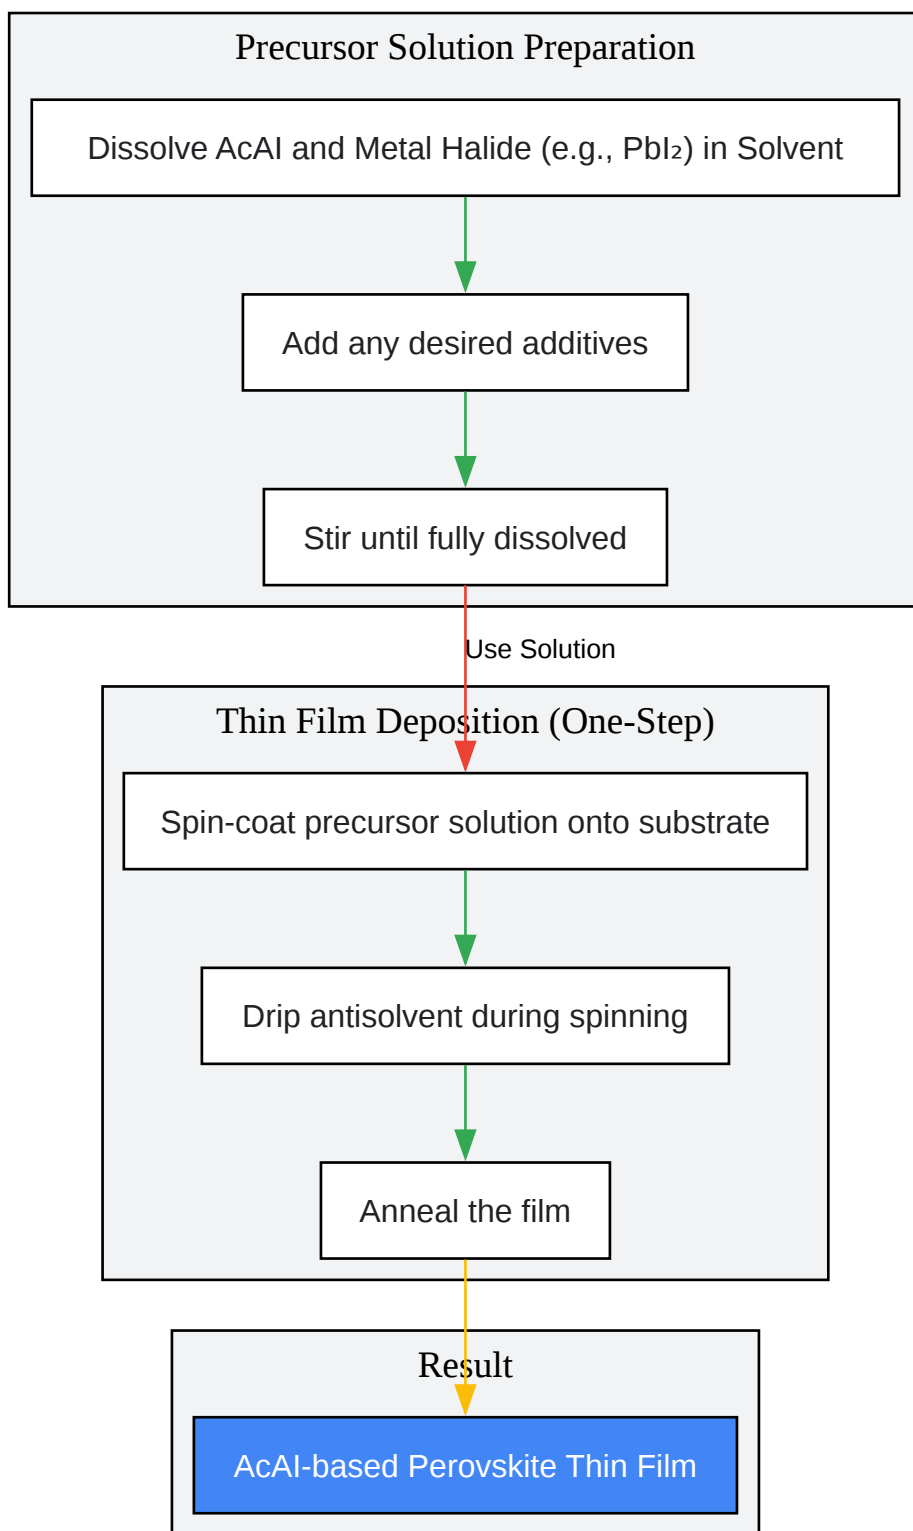 Precursor Solution Preparation
Dissolve AcAI and Metal Halide (e.g., PbI₂) in Solvent
Add any desired additives
Stir until fully dissolved
Use Solution
Thin Film Deposition (One-Step)
Spin-coat precursor solution onto substrate
Drip antisolvent during spinning
Anneal the film
Result
AcAI-based Perovskite Thin Film